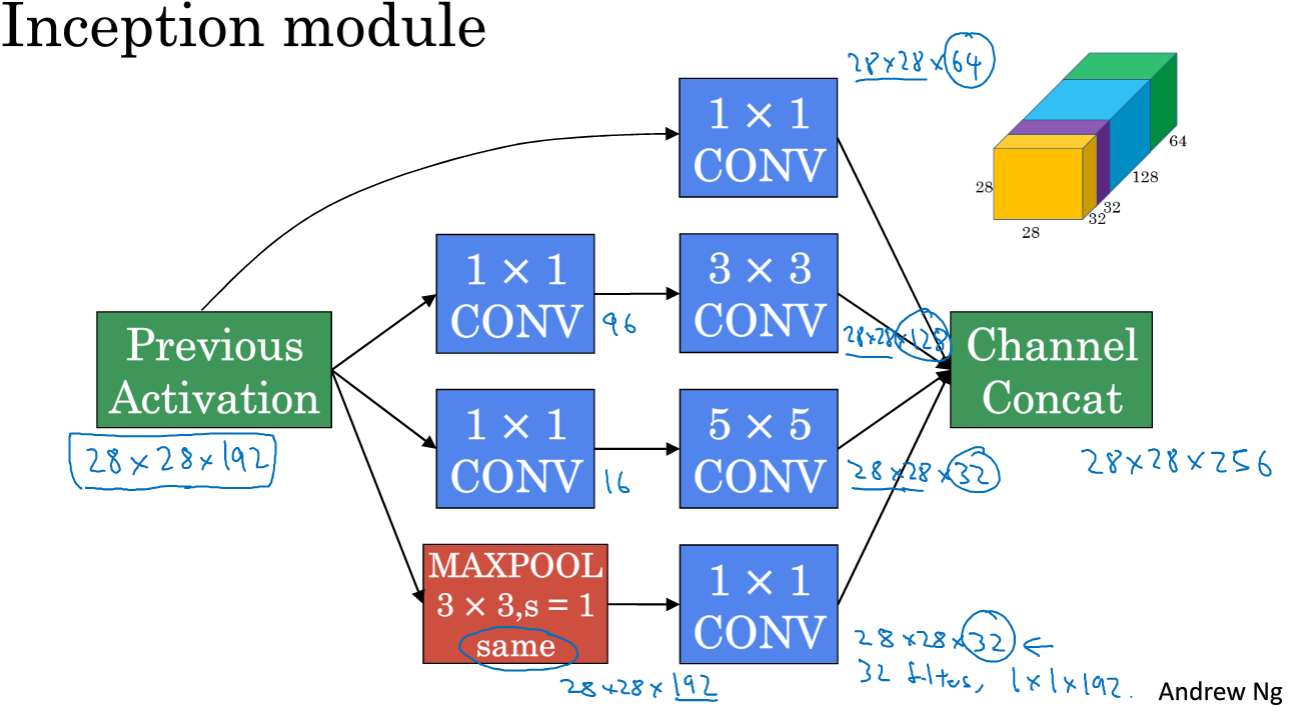 Inception module
28×28×64
1 × 1
CONV
28
28
32
32
128
64
1 × 1
CONV
96
3 × 3
CONV
28×28×128
Previous
Activation
28×28×192
Channel
Concat
28×28×256
1 × 1
CONV
16
5 × 5
CONV
28×28×32
MAXPOOL
3 × 3,s = 1
same
28×28×192
1 × 1
CONV
28×28×32 ←
32 filters, 1×1×192.
Andrew Ng